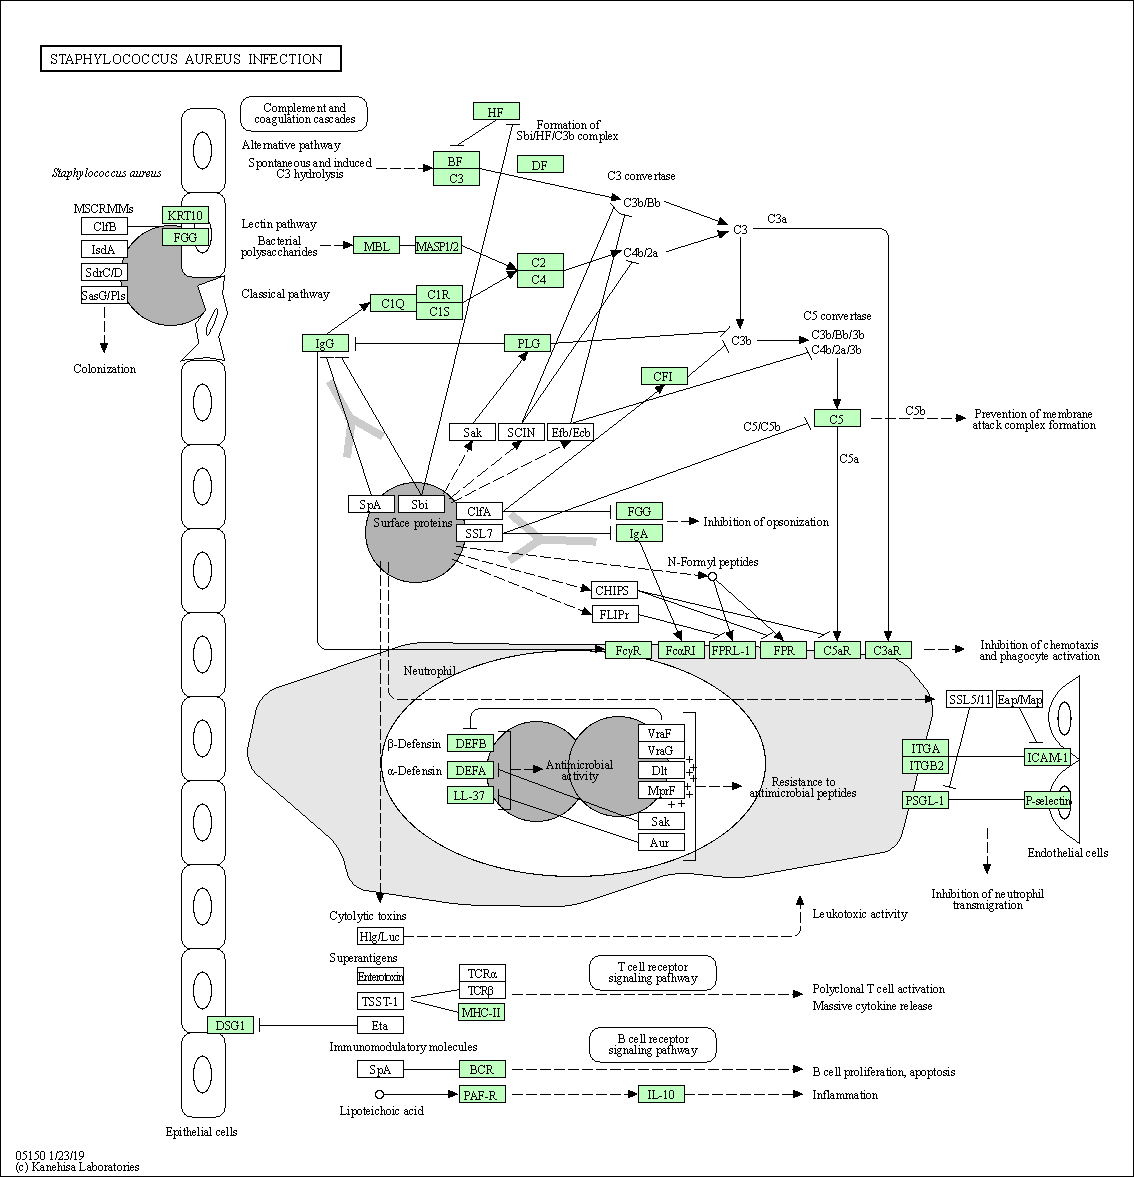 STAPHYLOCOCCUS AUREUS INFECTION
Complement and
coagulation cascades
HF
Formation of
Sbi/HF/C3b complex
Alternative pathway
Spontaneous and induced
C3 hydrolysis
BF
C3
DF
C3 convertase
Staphylococcus aureus
MSCRMMs
ClfB
KRT10
FGG
IsdA
SdrC/D
SasG/Pls
Colonization
C3b/Bb
C3a
C3
Lectin pathway
Bacterial
polysaccharides
MBL
MASP1/2
C2
C4
C4b/2a
Classical pathway
C1Q
C1R
C1S
C5 convertase
C3b/Bb/3b
C4b/2a/3b
IgG
PLG
C3b
CFI
C5
C5b
Prevention of membrane
attack complex formation
C5/C5b
C5a
Sak
SCIN
Efb/Ecb
SpA
Sbi
Surface proteins
ClfA
SSL7
FGG
IgA
Inhibition of opsonization
N-Formyl peptides
CHIPS
FLIPr
FcγR
FcαRI
FPRL-1
FPR
C5aR
C3aR
Inhibition of chemotaxis
and phagocyte activation
Neutrophil
SSL5/11
Eap/Map
β-Defensin
DEFB
α-Defensin
DEFA
LL-37
Antimicrobial
activity
VraF
VraG
Dlt
MprF
Sak
Aur
+
+
+
+
+
+
+
+
Resistance to
antimicrobial peptides
ITGA
ITGB2
ICAM-1
PSGL-1
P-selectin
Endothelial cells
Inhibition of neutrophil
transmigration
Cytolytic toxins
Hlg/Luc
Leukotoxic activity
Superantigens
Enterotoxin
TSST-1
Eta
TCRα
TCRβ
MHC-II
T cell receptor
signaling pathway
Polyclonal T cell activation
Massive cytokine release
DSG1
Immunomodulatory molecules
B cell receptor
signaling pathway
SpA
BCR
B cell proliferation, apoptosis
Lipoteichoic acid
PAF-R
IL-10
Inflammation
Epithelial cells
05150 1/23/19
(c) Kanehisa Laboratories